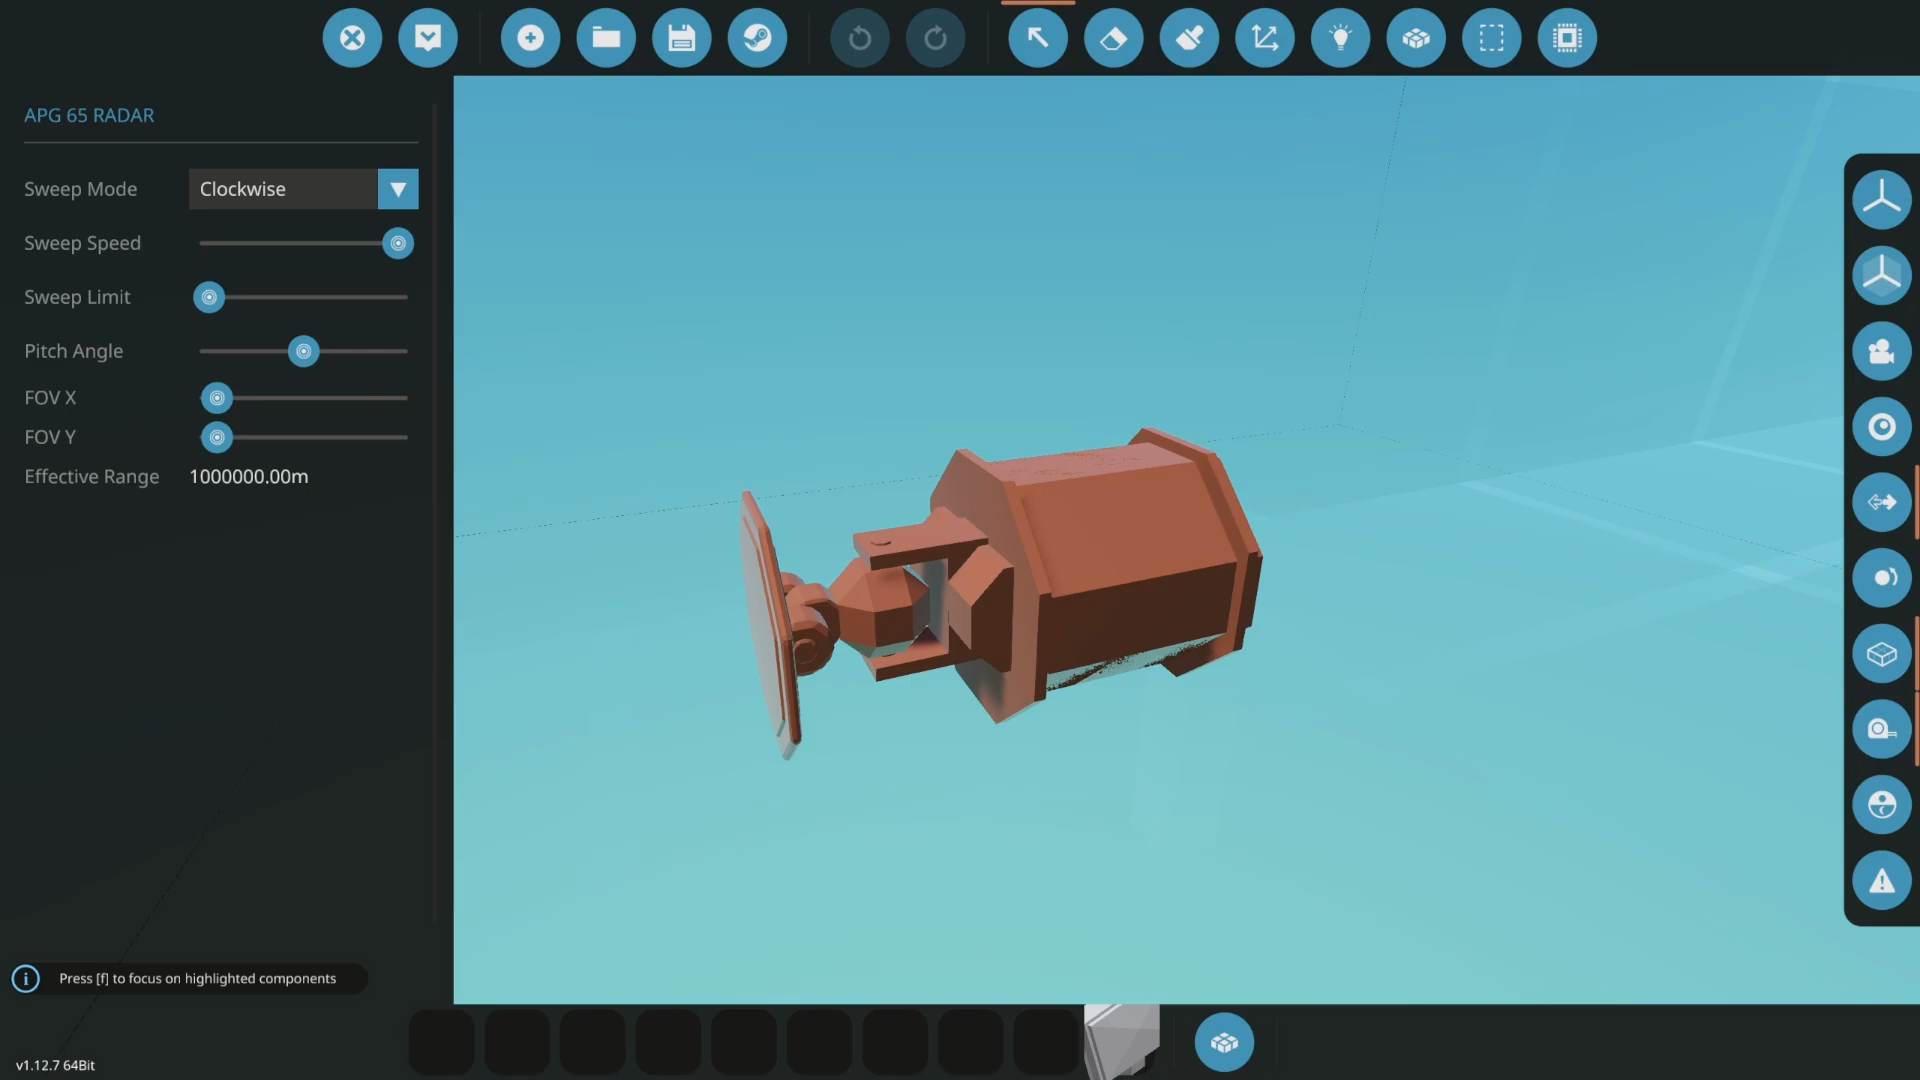 APG 65 RADAR
Sweep Mode Clockwise
Sweep Speed
Sweep Limit
Pitch Angle
FOV X
FOV Y
Effective Range 1000000.00m
Press [f] to focus on highlighted components
v1.12.7 64Bit